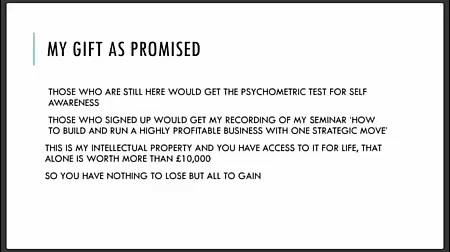 MY GIFT AS PROMISED
THOSE WHO ARE STILL HERE WOULD GET THE PSYCHOMETRIC TEST FOR SELF
AWARENESS
THOSE WHO SIGNED UP WOULD GET MY RECORDING OF MY SEMINAR 'HOW
TO BUILD AND RUN A HIGHLY PROFITABLE BUSINESS WITH ONE STRATEGIC MOVE'
THIS IS MY INTELLECTUAL PROPERTY AND YOU HAVE ACCESS TO IT FOR LIFE, THAT
ALONE IS WORTH MORE THAN £10,000
SO YOU HAVE NOTHING TO LOSE BUT ALL TO GAIN